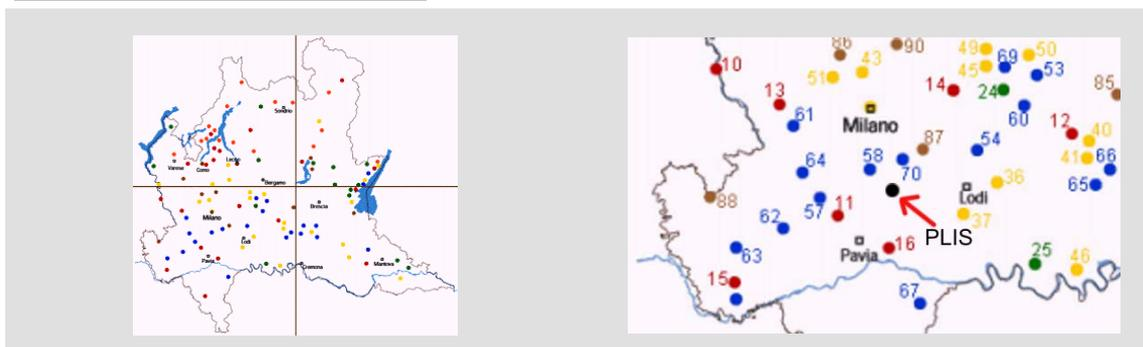 Sondrio
Varese
Como
Lecco
Bergamo
Milano
Brescia
Lodi
Pavia
Cremona
Mantova
86
90
49
50
43
69
10
51
45
53
14
24
85
13
61
60
12
Milano
87
54
40
58
41
66
64
70
65
36
88
57
11
Lodi
37
62
PLIS
16
63
Pavia
25
46
15
67